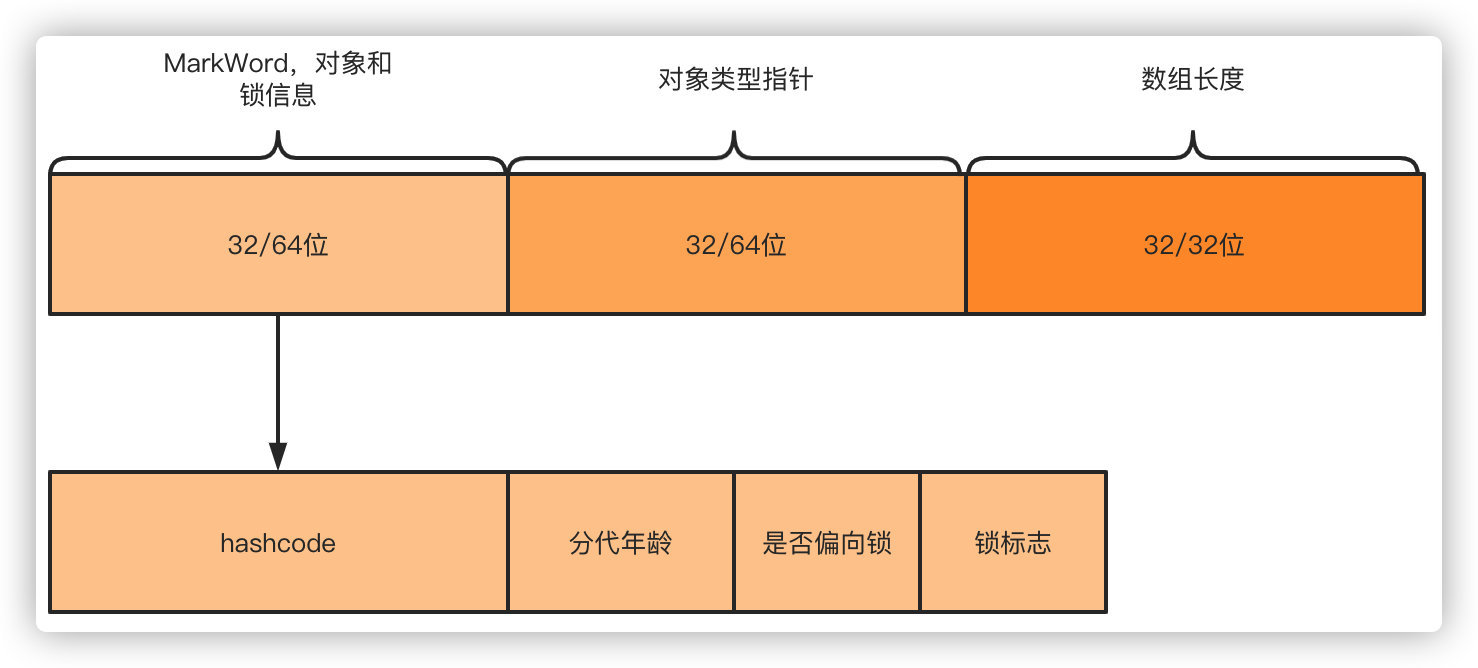 MarkWord，对象和
锁信息
对象类型指针
数组长度
32/64位
32/64位
32/32位
hashcode
分代年龄
是否偏向锁
锁标志